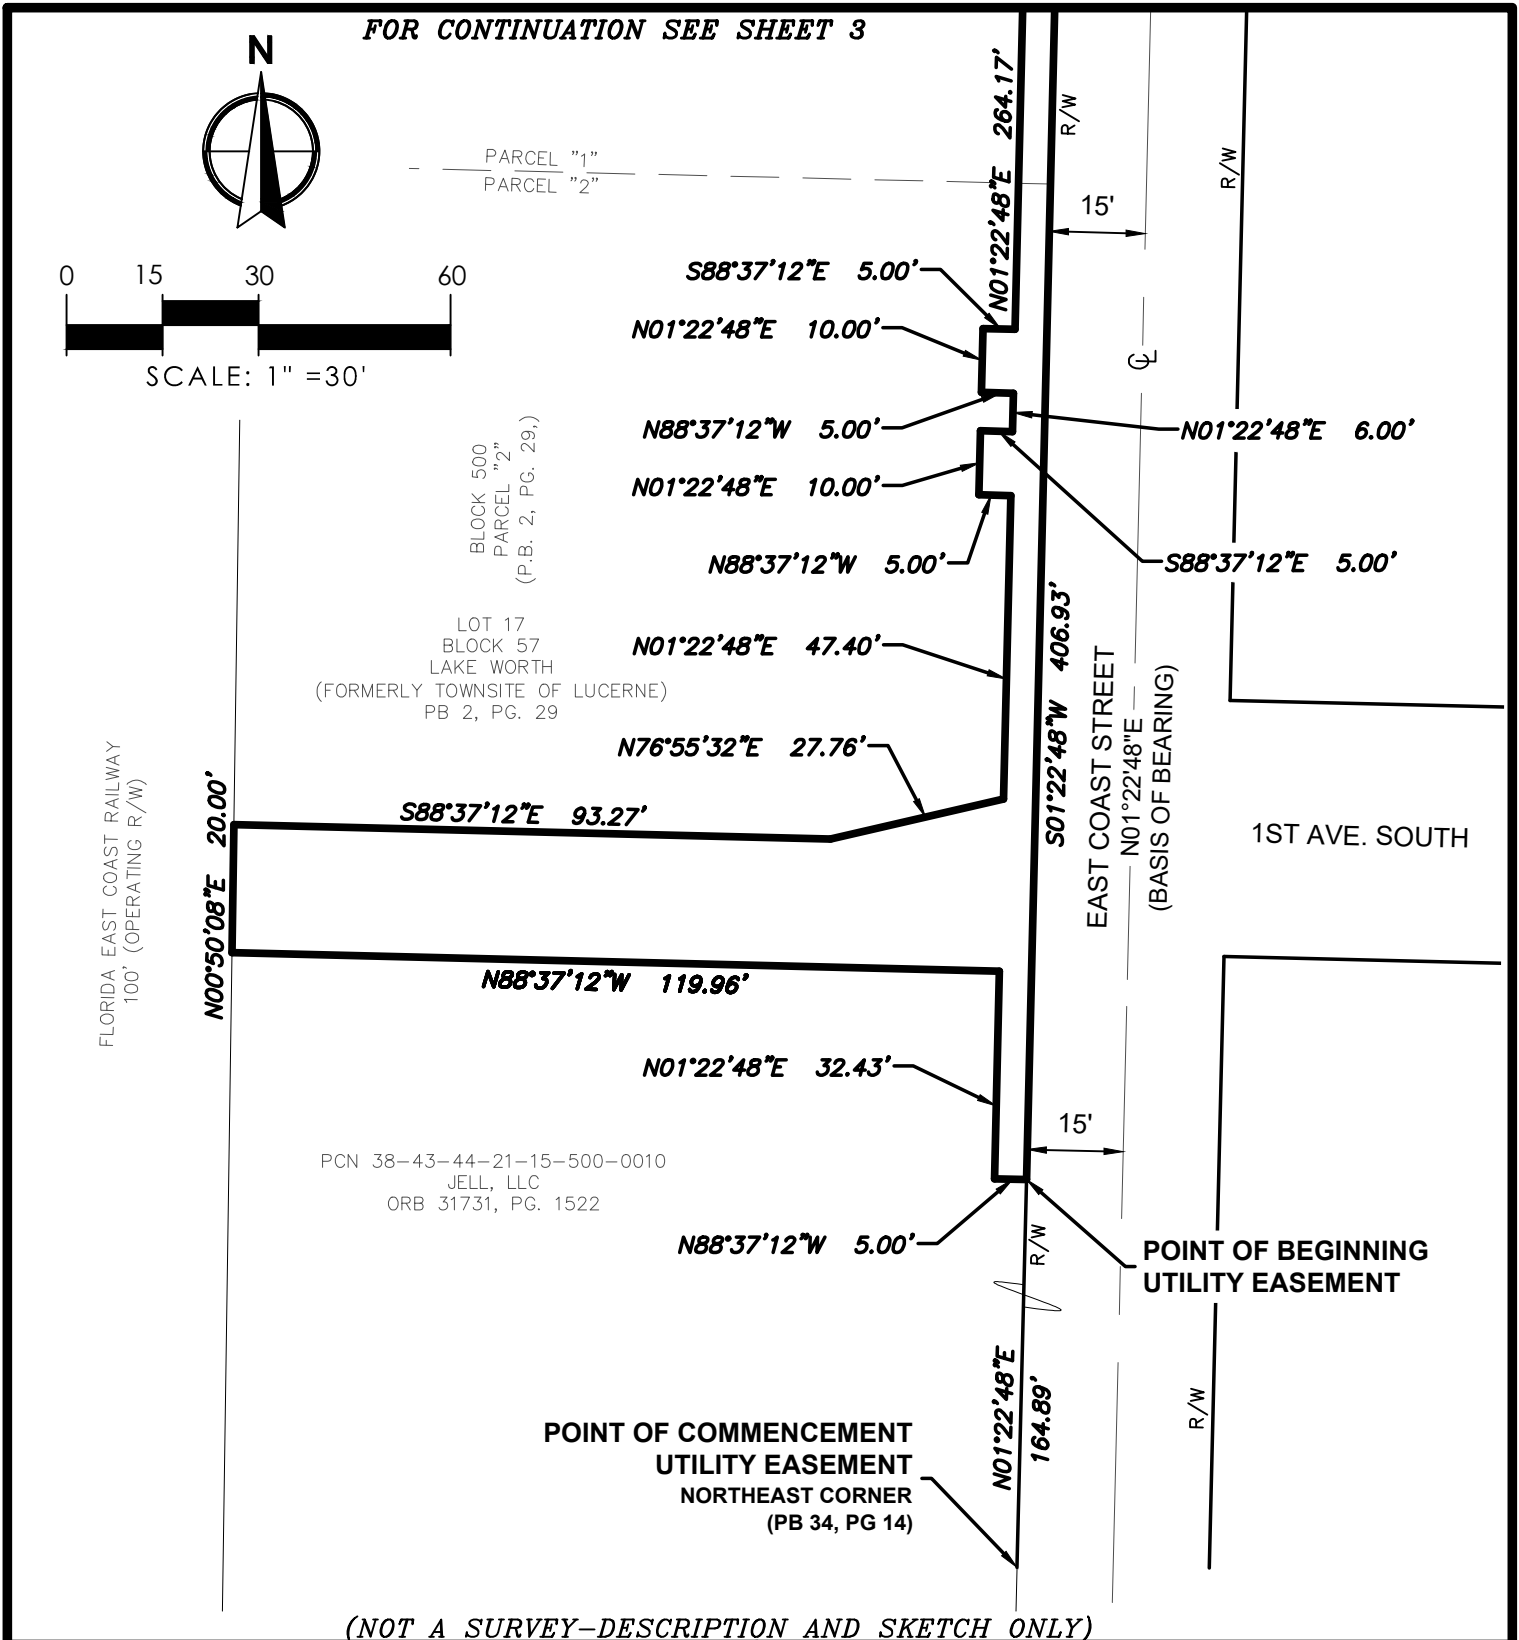 FOR CONTINUATION SEE SHEET 3
N
PARCEL "1"
PARCEL "2"
N01°22'48"E 264.17'
R/W
R/W
15'
0 15 30 60
SCALE: 1" =30'
S88°37'12"E 5.00'
N01°22'48"E 10.00'
N88°37'12"W 5.00'
N01°22'48"E 6.00'
N01°22'48"E 10.00'
N88°37'12"W 5.00'
S88°37'12"E 5.00'
CL
BLOCK 500
PARCEL "2"
(P.B. 2, PG. 29,)
LOT 17
BLOCK 57
LAKE WORTH
(FORMERLY TOWNSITE OF LUCERNE)
PB 2, PG. 29
N01°22'48"E 47.40'
N76°55'32"E 27.76'
S88°37'12"E 93.27'
S01°22'48"W 406.93'
EAST COAST STREET
N01°22'48"E
(BASIS OF BEARING)
1ST AVE. SOUTH
FLORIDA EAST COAST RAILWAY
100' (OPERATING R/W)
N00°50'08"E 20.00'
N88°37'12"W 119.96'
N01°22'48"E 32.43'
15'
PCN 38-43-44-21-15-500-0010
JELL, LLC
ORB 31731, PG. 1522
N88°37'12"W 5.00'
R/W
POINT OF BEGINNING
UTILITY EASEMENT
N01°22'48"E
164.89'
R/W
POINT OF COMMENCEMENT
UTILITY EASEMENT
NORTHEAST CORNER
(PB 34, PG 14)
(NOT A SURVEY-DESCRIPTION AND SKETCH ONLY)